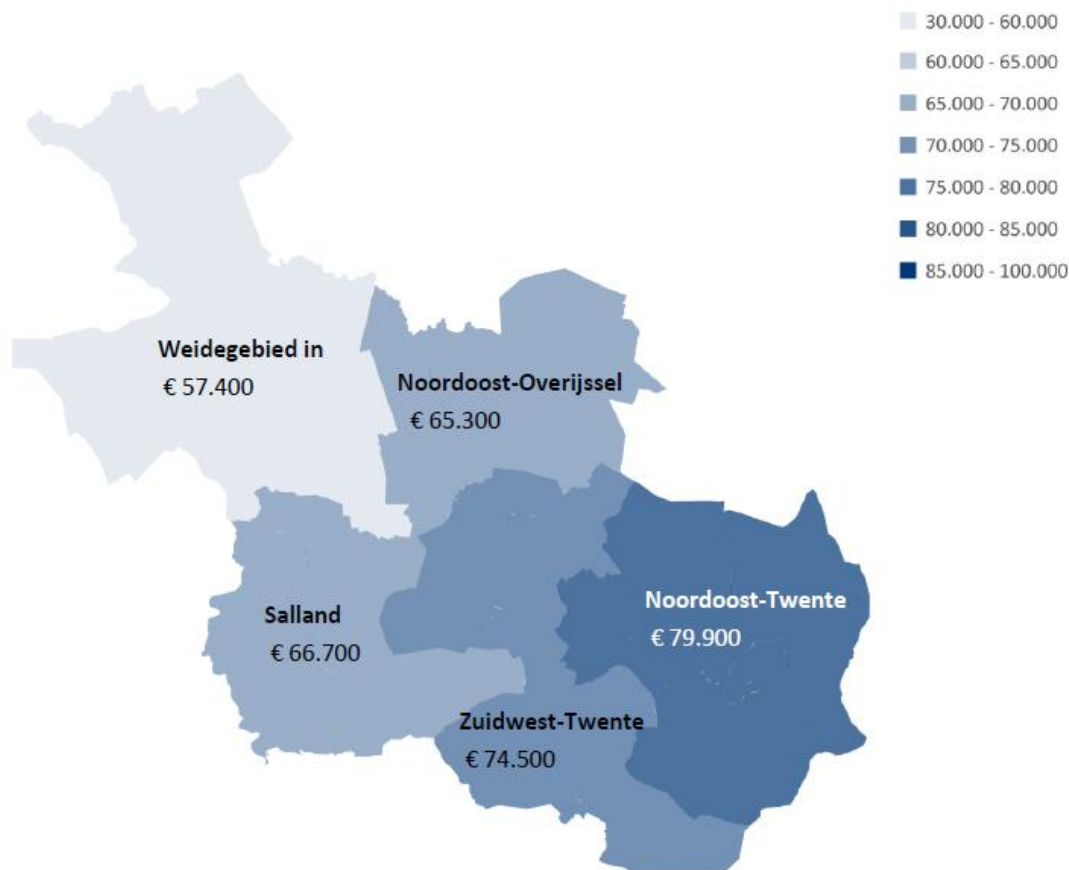 30.000 - 60.000
60.000 - 65.000
65.000 - 70.000
70.000 - 75.000
75.000 - 80.000
80.000 - 85.000
85.000 - 100.000
Weidegebied in
€ 57.400
Noordoost-Overijssel
€ 65.300
Salland
€ 66.700
Noordoost-Twente
€ 79.900
Zuidwest-Twente
€ 74.500